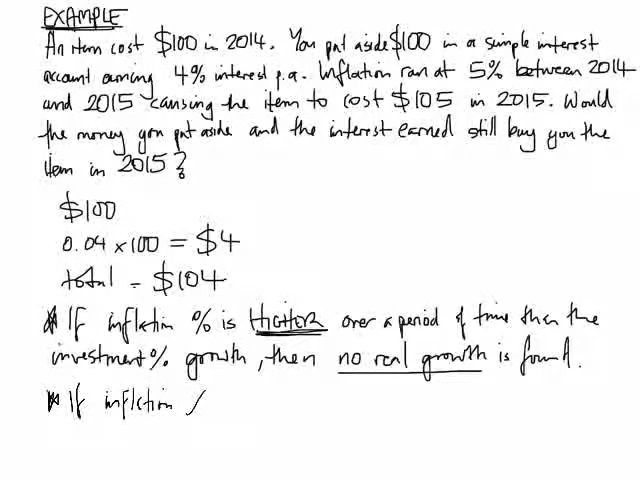 EXAMPLE
An item cost $100 in 2014. You put aside $100 in a simple interest
account earning 4% interest p.a. Inflation ran at 5% between 2014
and 2015 causing the item to cost $105 in 2015. Would
the money you put aside and the interest earned still buy you the
item in 2015?
$100
0.04 x 100 = $4
total = $104
* If inflation % is HIGHER over a period of time than the
investment % growth, then no real growth is found.
* If inflation